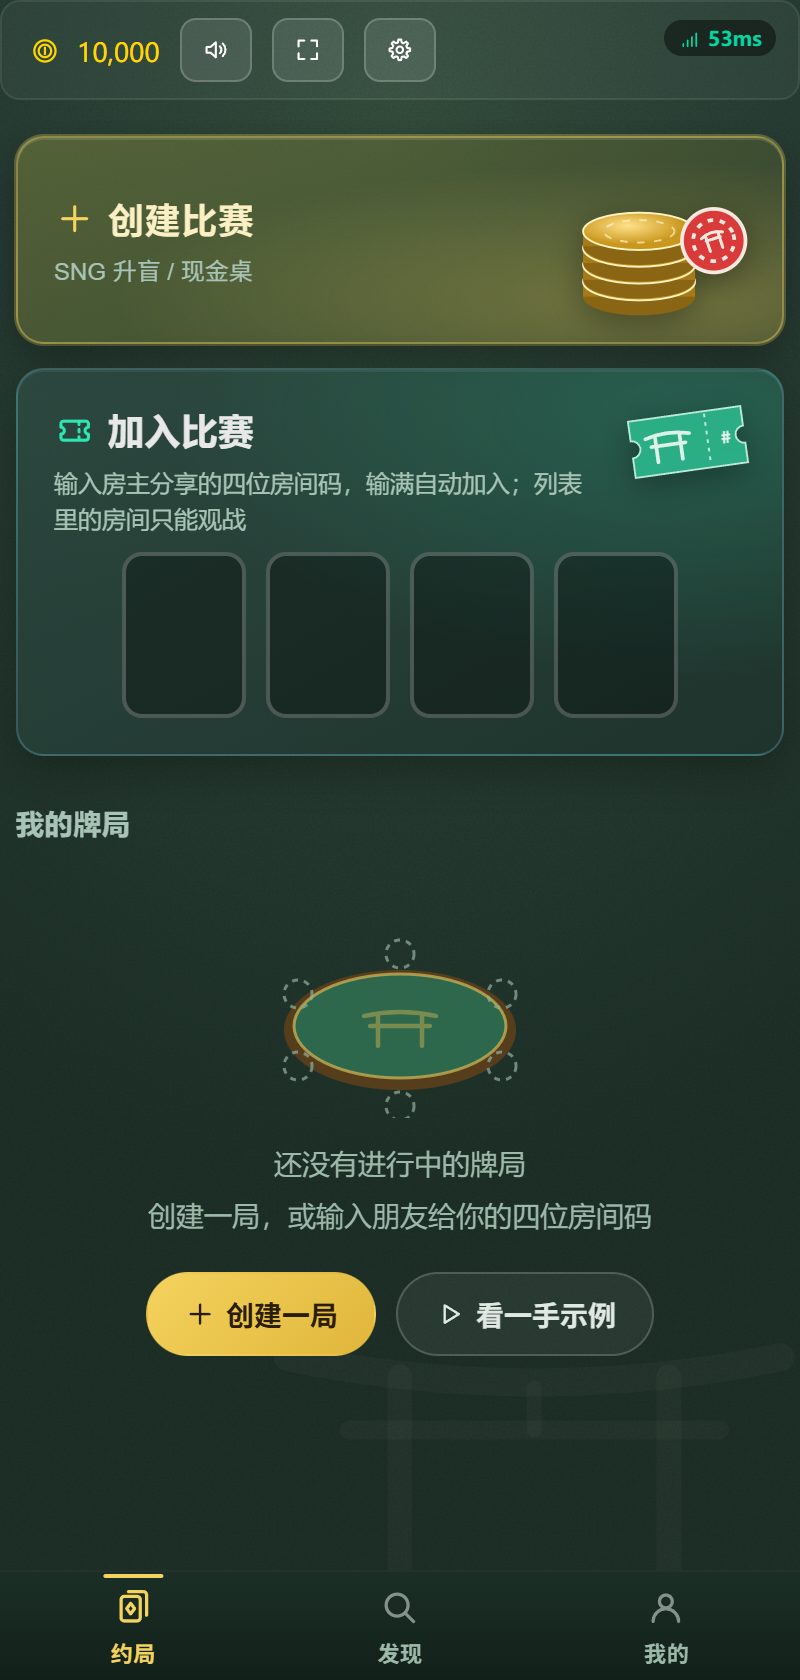 10,000
53ms
创建比赛
SNG 升盲 / 现金桌
加入比赛
#
输入房主分享的四位房间码，输满自动加入；列表
里的房间只能观战
我的牌局
还没有进行中的牌局
创建一局，或输入朋友给你的四位房间码
创建一局
看一手示例
约局
发现
我的